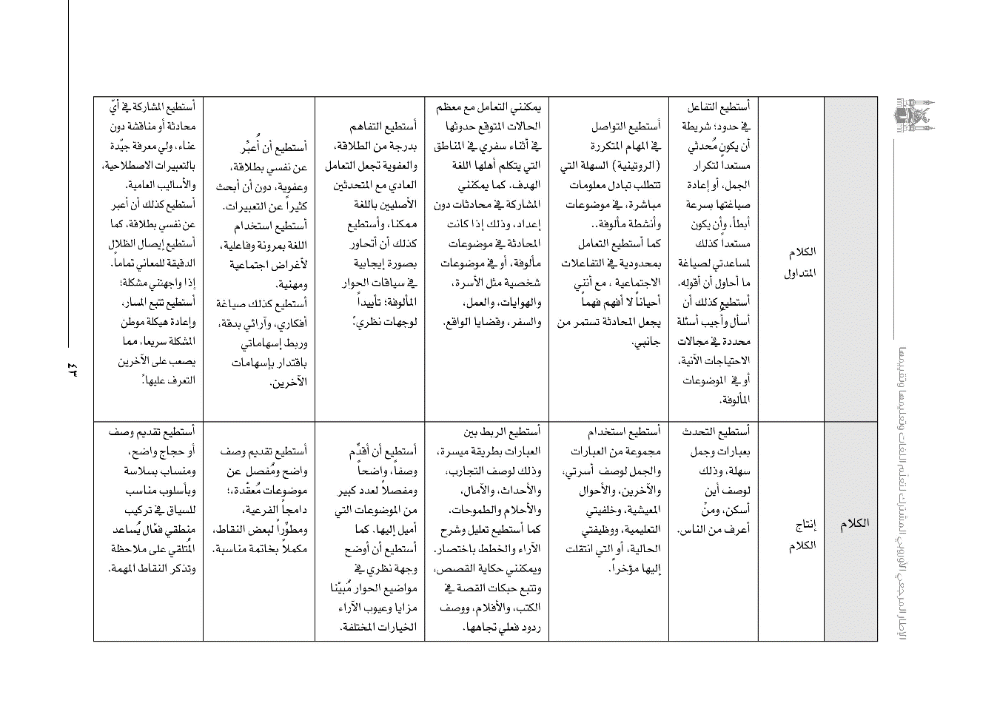 أستطيع التفاعل
في حدود؛ شريطة
أن يكون مُحدثي
مستعداً لتكرار
الجمل، أو إعادة
صياغتها بسرعة
أبطأ، وأن يكون
مستعداً كذلك
لمساعدتي لصياغة
ما أحاول أن أقوله.
أستطيع كذلك أن
أسأل وأُجيب أسئلة
محددة في مجالات
الاحتياجات الآنية،
أو في الموضوعات
المألوفة.
الكلام
المتداول
أستطيع التواصل
في المهام المتكررة
(الروتينية) السهلة التي
تتطلب تبادل معلومات
مباشرة، في موضوعات
وأنشطة مألوفة..
كما أستطيع التعامل
بمحدودية في التفاعلات
الاجتماعية ، مع أنني
أحياناً لا أفهم فهماً
يجعل المحادثة تستمر من
جانبي.
يمكنني التعامل مع معظم
الحالات المتوقع حدوثها
في أثناء سفري في المناطق
التي يتكلم أهلها اللغة
الهدف. كما يمكنني
المشاركة في محادثات دون
إعداد، وذلك إذا كانت
المحادثة في موضوعات
مألوفة، أو في موضوعات
شخصية مثل الأسرة،
والهوايات، والعمل،
والسفر، وقضايا الواقع.
أستطيع التفاهم
بدرجة من الطلاقة،
والعفوية تجعل التعامل
العادي مع المتحدثين
الأصليين باللغة
ممكنا، وأستطيع
كذلك أن أتحاور
بصورة إيجابية
في سياقات الحوار
المألوفة؛ تأييداً
لوجهات نظري.ً
أستطيع أن أُعبُّر
عن نفسي بطلاقة،
وعفوية، دون أن أبحث
كثيراً عن التعبيرات.
أستطيع استخدام
اللغة بمرونة وفاعلية،
لأغراض اجتماعية
ومهنية.
أستطيع كذلك صياغة
أفكاري، وآرائي بدقة،
وربط إسهاماتي
باقتدار بإسهامات
الآخرين.
أستطيع المشاركة في أيّ
محادثة أو مناقشة دون
عناء، ولي معرفة جيّدة
بالتعبيرات الاصطلاحية،
والأساليب العامية.
أستطيع كذلك أن أعبر
عن نفسي بطلاقة، كما
أستطيع إيصال الظلال
الدقيقة للمعاني تماماً.
إذا واجهتني مشكلة؛
أستطيع تتبع المسار،
وإعادة هيكلة موطن
المشكلة سريعا، مما
يصعب على الآخرين
التعرف عليها.ً
الكلام
إنتاج
الكلام
أستطيع التحدث
بعبارات وجمل
سهلة، وذلك
لوصف أين
أسكن، ومنْ
أعرف من الناس.
أستطيع استخدام
مجموعة من العبارات
والجمل لوصف أسرتي،
والآخرين، والأحوال
المعيشية، وخلفيتي
التعليمية، ووظيفتي
الحالية، أو التي انتقلت
إليها مؤخراً.
أستطيع الربط بين
العبارات بطريقة ميسرة،
وذلك لوصف التجارب،
والأحداث، والآمال،
والأحلام والطموحات.
كما أستطيع تعليل وشرح
الآراء والخطط باختصار.
ويمكنني حكاية القصص،
وتتبع حبكات القصة في
الكتب، والأفلام، ووصف
ردود فعلي تجاهها.
أستطيع أن أقدِّم
وصفاً، واضحاً
ومفصلاً لعدد كبير
من الموضوعات التي
أميل إليها. كما
أستطيع أن أوضح
وجهة نظري في
مواضيع الحوار مُبيّنا
مزايا وعيوب الآراء
الخيارات المختلفة.
أستطيع تقديم وصف
واضح ومُفصل عن
موضوعات مُعقّدة،؛
دامجاً الفرعية،
ومطوِّراً لبعض النقاط،
مكملاً بخاتمة مناسبة.
أستطيع تقديم وصف
أو حجاج واضح،
ومنساب بسلاسة
وبأسلوب مناسب
للسياق في تركيب
منطقي فعّال يُساعد
المُتلقي على ملاحظة
وتذكر النقاط المهمة.
الإطار المرجعي الأوروبي المشترك لتعلم اللغات وتعليمها وتقييمها
٤٣